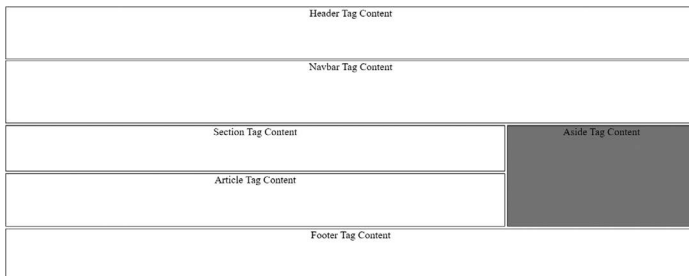 Header Tag Content
Navbar Tag Content
Section Tag Content
Aside Tag Content
Article Tag Content
Footer Tag Content